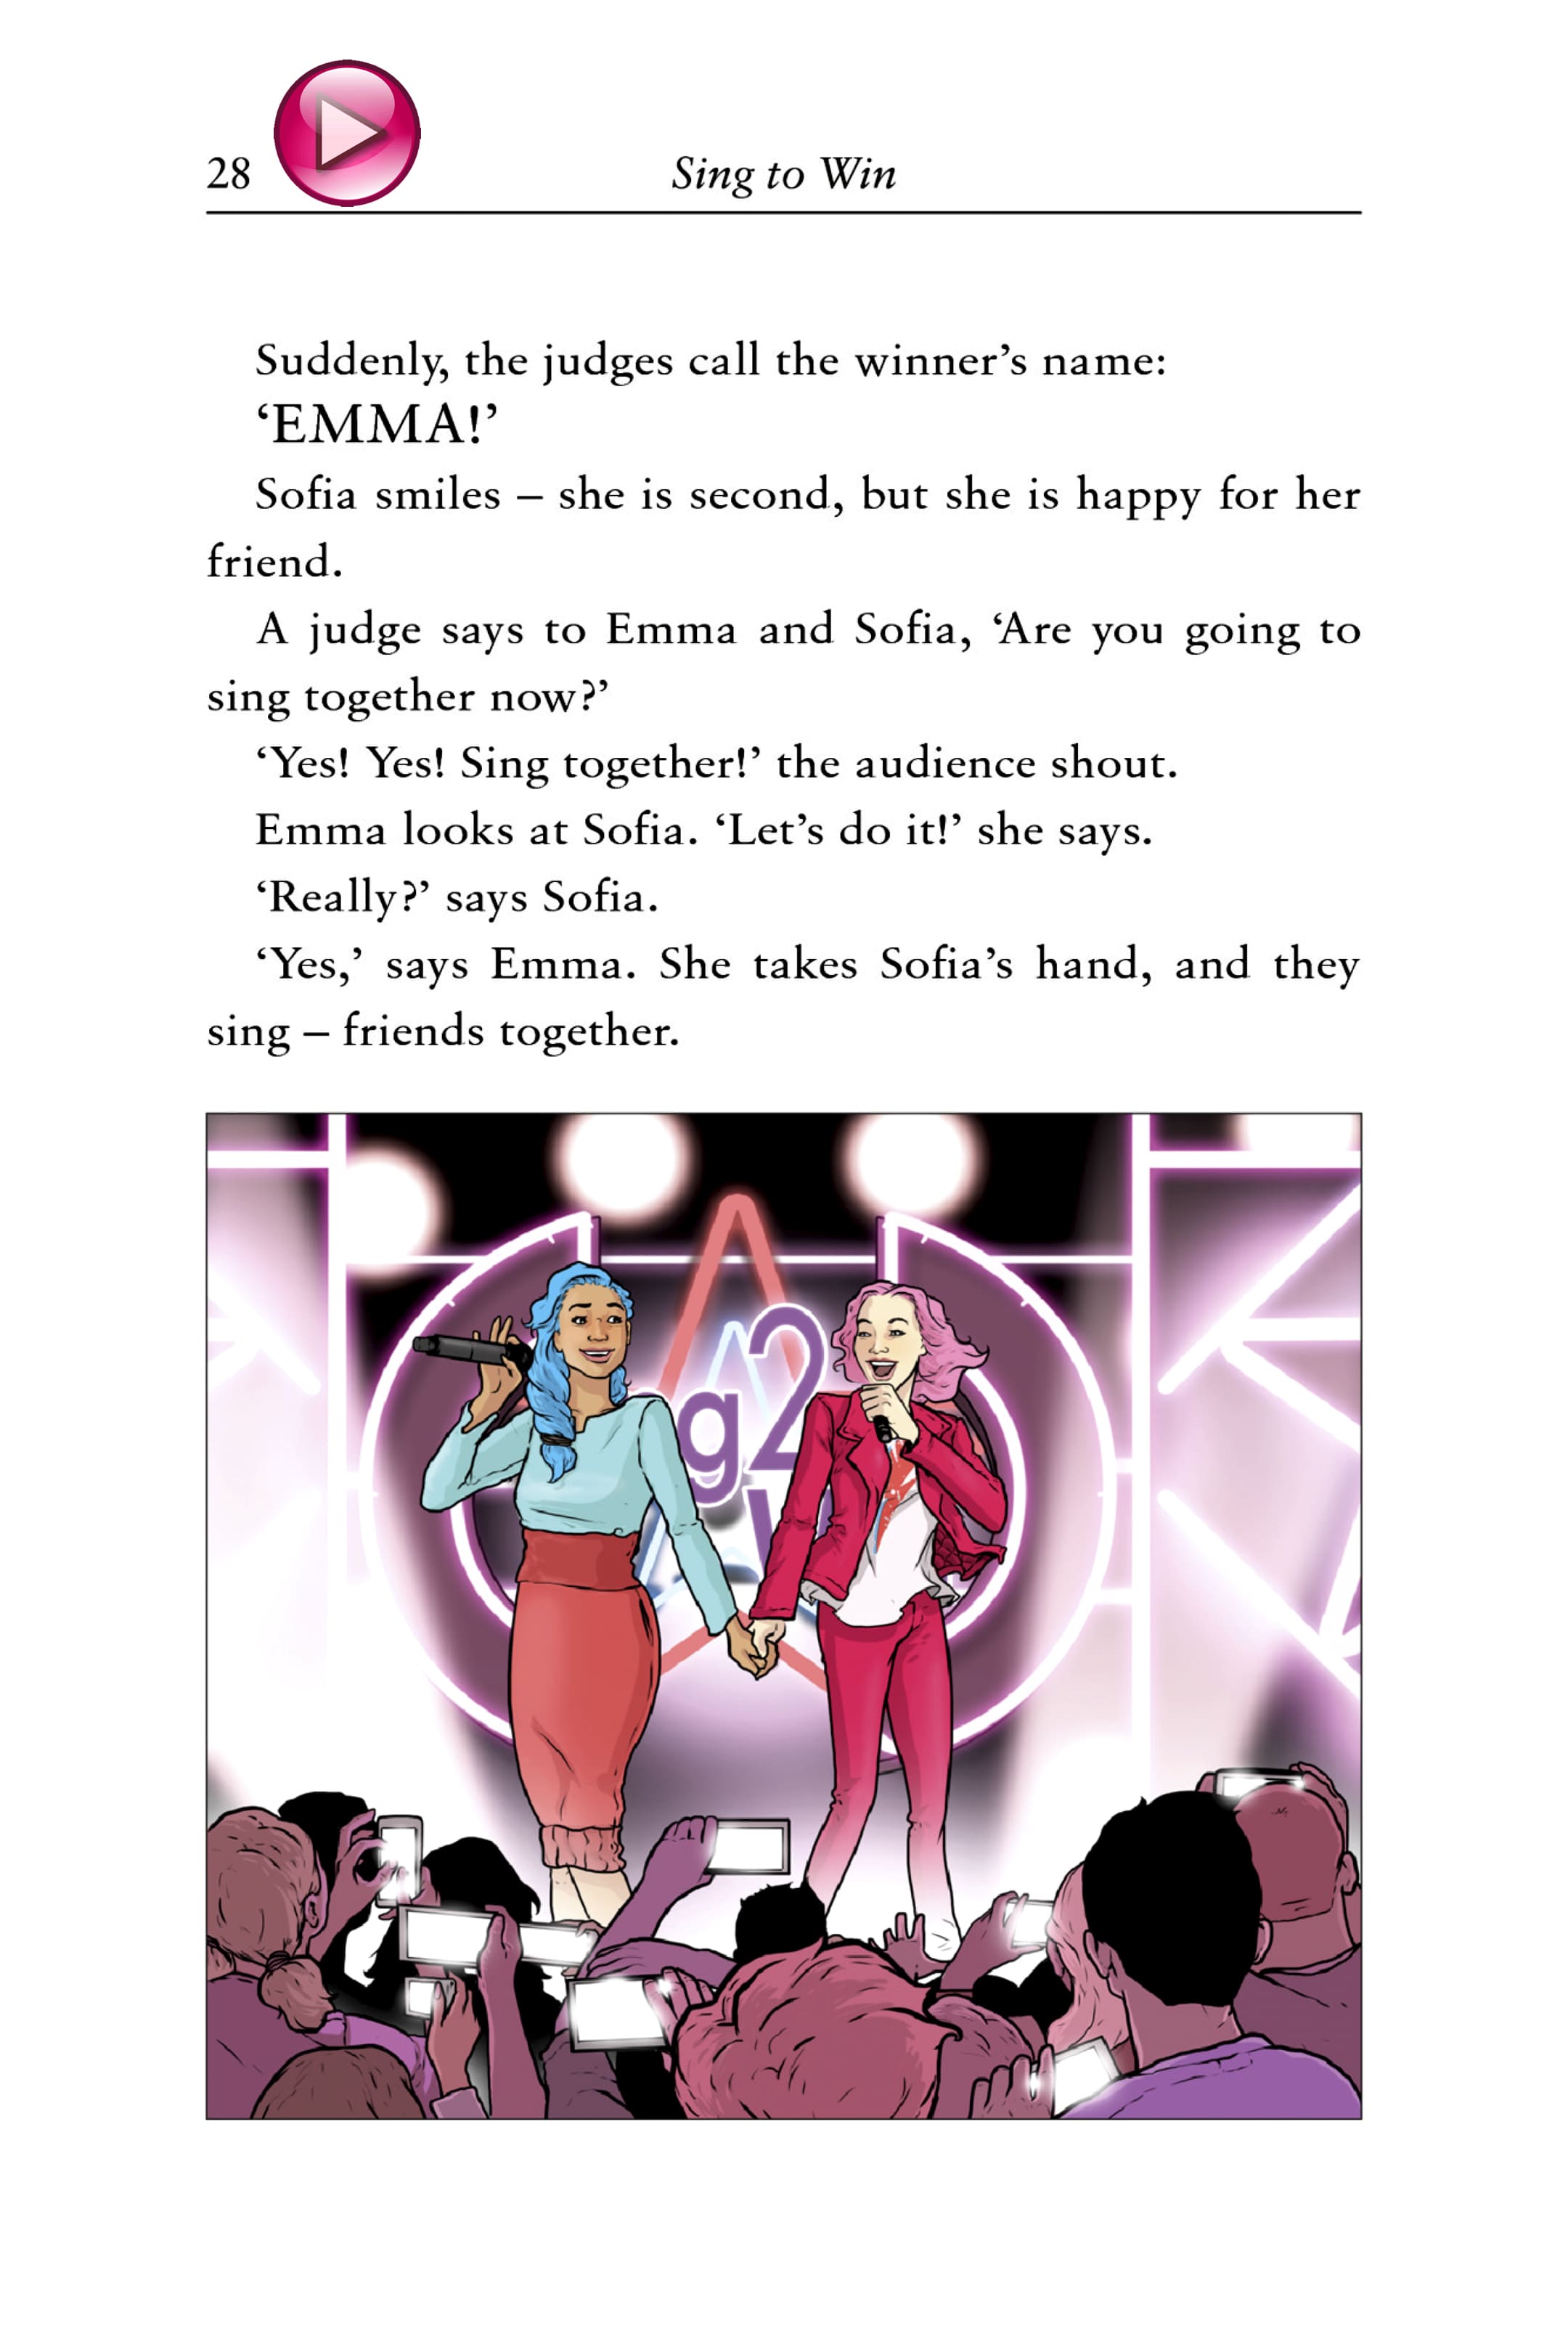 28
Sing to Win
Suddenly, the judges call the winner’s name:
‘EMMA!’
Sofia smiles – she is second, but she is happy for her
friend.
A judge says to Emma and Sofia, ‘Are you going to
sing together now?’
‘Yes! Yes! Sing together!’ the audience shout.
Emma looks at Sofia. ‘Let’s do it!’ she says.
‘Really?’ says Sofia.
‘Yes,’ says Emma. She takes Sofia’s hand, and they
sing – friends together.
g2